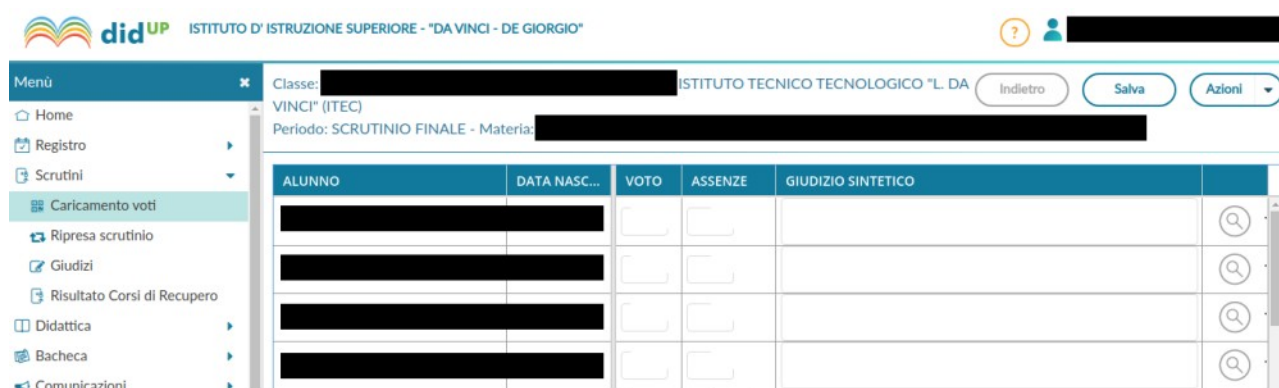 didUP ISTITUTO D' ISTRUZIONE SUPERIORE - "DA VINCI - DE GIORGIO"
?
Menù
Home
Registro
Scrutini
Caricamento voti
Ripresa scrutinio
Giudizi
Risultato Corsi di Recupero
Didattica
Bacheca
Comunicazioni
Classe: ISTITUTO TECNICO TECNOLOGICO "L. DA
VINCI" (ITEC)
Periodo: SCRUTINIO FINALE - Materia:
Indietro Salva Azioni
ALUNNO DATA NASC... VOTO ASSENZE GIUDIZIO SINTETICO